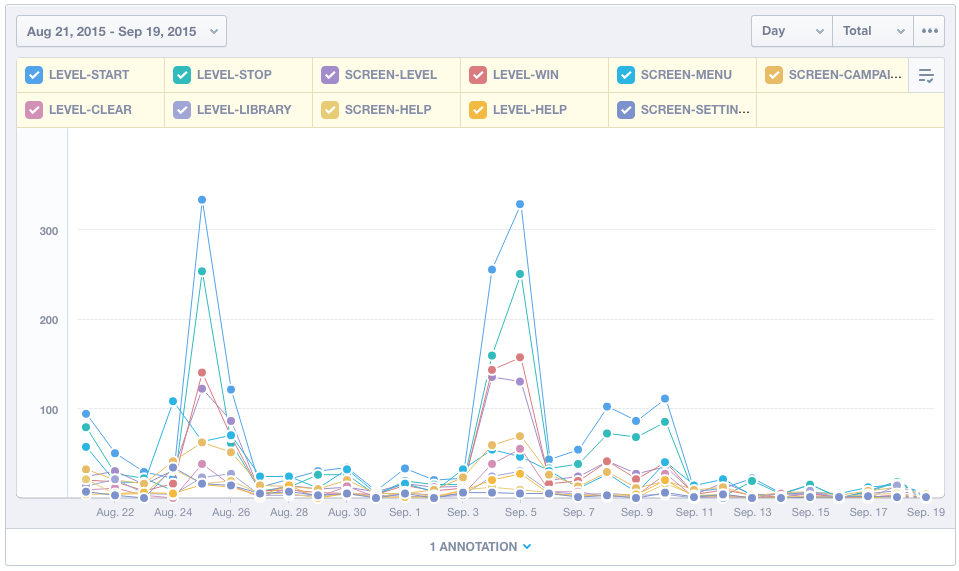 Aug 21, 2015 - Sep 19, 2015 Day Total •••
LEVEL-START LEVEL-STOP SCREEN-LEVEL LEVEL-WIN SCREEN-MENU SCREEN-CAMPAI...
LEVEL-CLEAR LEVEL-LIBRARY SCREEN-HELP LEVEL-HELP SCREEN-SETTIN...
300
200
100
Aug. 22 Aug. 24 Aug. 26 Aug. 28 Aug. 30 Sep. 1 Sep. 3 Sep. 5 Sep. 7 Sep. 9 Sep. 11 Sep. 13 Sep. 15 Sep. 17 Sep. 19
1 ANNOTATION